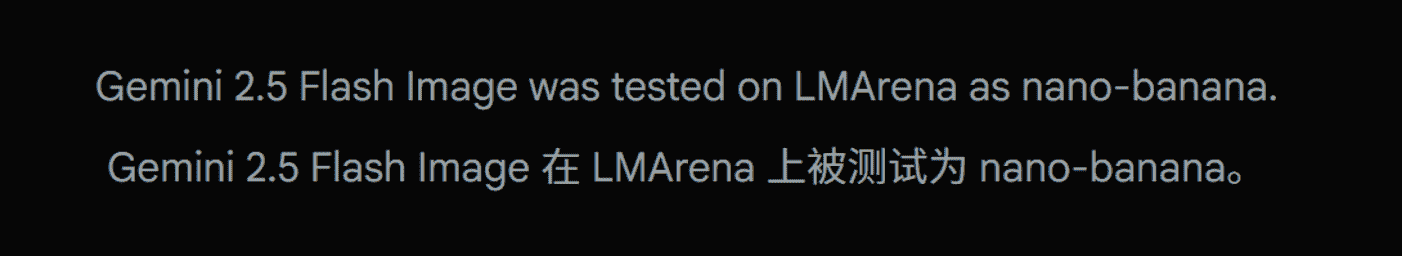 Gemini 2.5 Flash Image was tested on LMArena as nano-banana.
Gemini 2.5 Flash Image 在 LMArena 上被测试为 nano-banana。